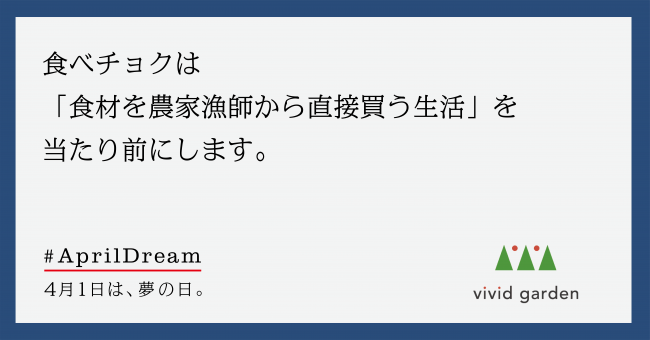 食べチョクは
「食材を農家漁師から直接買う生活」を
当たり前にします。
#AprilDream
4月1日は、夢の日。
vivid garden